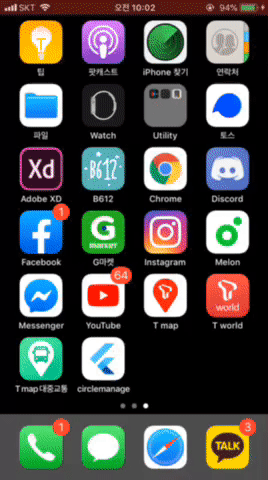 SKT 오전 10:02 94%
팁 팟캐스트 iPhone 찾기 연락처
파일 Watch Utility 토스
Xd B612
Adobe XD B612 Chrome Discord
1 G MARKET
Facebook G마켓 Instagram Melon
64 world
Messenger YouTube T map T world
T map 대중교통 circlemanage
1 TALK 3